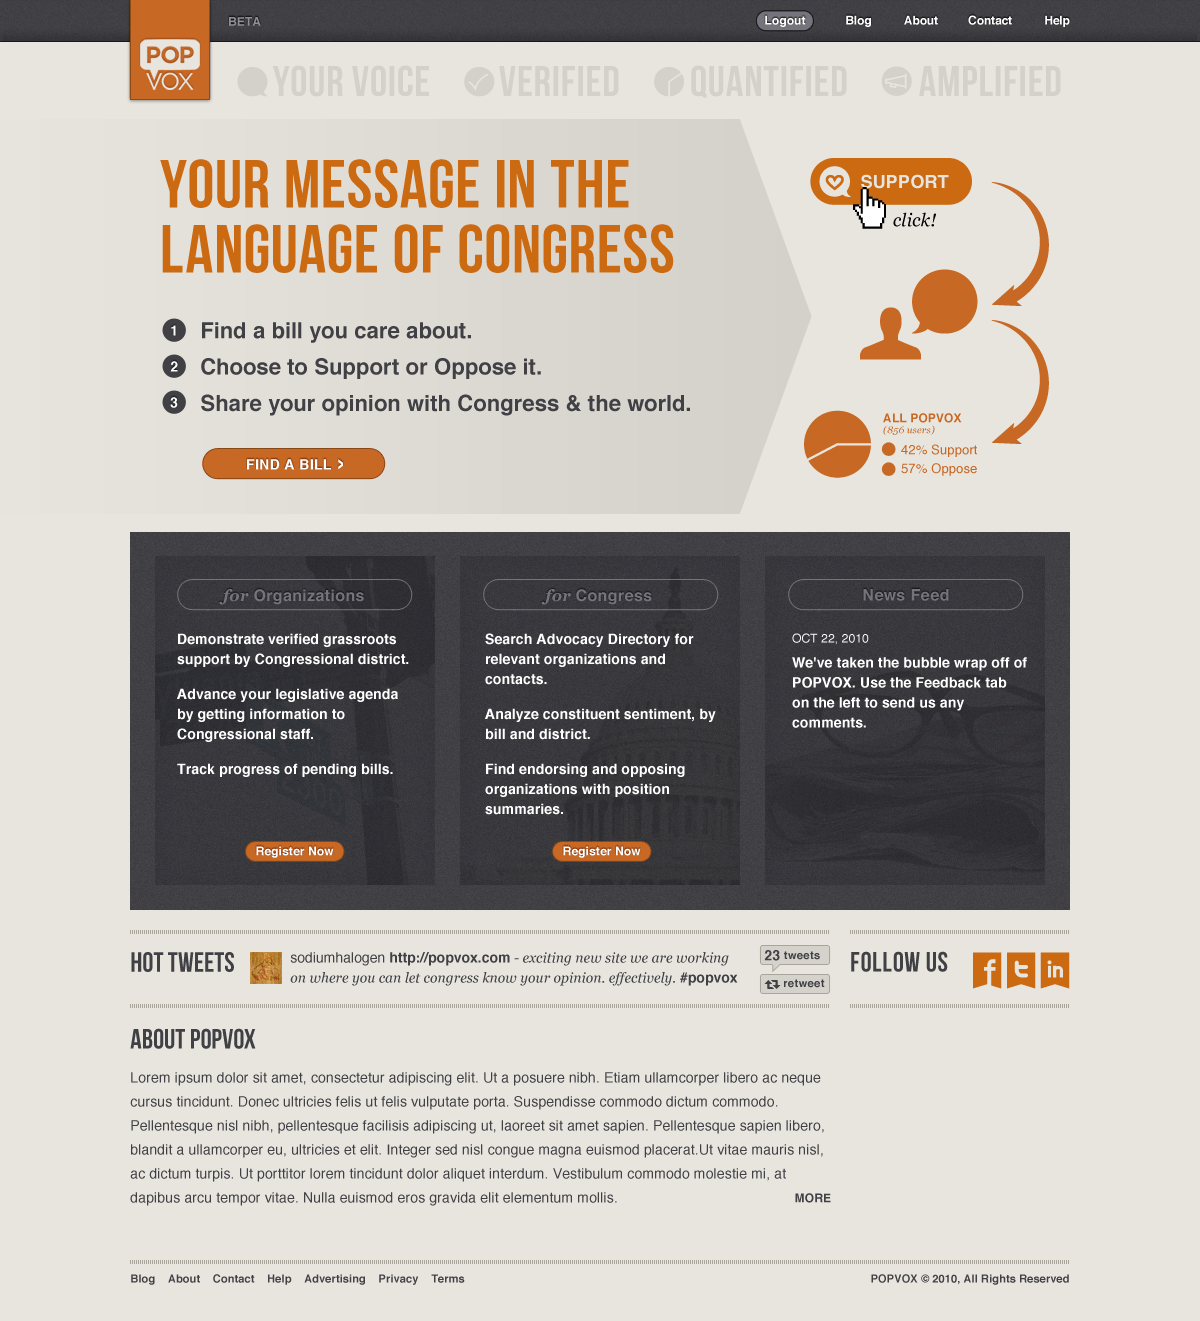 POP
VOX
BETA
Logout Blog About Contact Help
YOUR VOICE VERIFIED QUANTIFIED AMPLIFIED
YOUR MESSAGE IN THE
LANGUAGE OF CONGRESS
1 Find a bill you care about.
2 Choose to Support or Oppose it.
3 Share your opinion with Congress & the world.
FIND A BILL ›
SUPPORT
click!
ALL POPVOX
(856 users)
42% Support
57% Oppose
for Organizations
Demonstrate verified grassroots
support by Congressional district.
Advance your legislative agenda
by getting information to
Congressional staff.
Track progress of pending bills.
Register Now
for Congress
Search Advocacy Directory for
relevant organizations and
contacts.
Analyze constituent sentiment, by
bill and district.
Find endorsing and opposing
organizations with position
summaries.
Register Now
News Feed
OCT 22, 2010
We've taken the bubble wrap off of
POPVOX. Use the Feedback tab
on the left to send us any
comments.
HOT TWEETS
sodiumhalogen http://popvox.com - exciting new site we are working
on where you can let congress know your opinion. effectively. #popvox
23 tweets
retweet
FOLLOW US
f t in
ABOUT POPVOX
Lorem ipsum dolor sit amet, consectetur adipiscing elit. Ut a posuere nibh. Etiam ullamcorper libero ac neque
cursus tincidunt. Donec ultricies felis ut felis vulputate porta. Suspendisse commodo dictum commodo.
Pellentesque nisl nibh, pellentesque facilisis adipiscing ut, laoreet sit amet sapien. Pellentesque sapien libero,
blandit a ullamcorper eu, ultricies et elit. Integer sed nisl congue magna euismod placerat.Ut vitae mauris nisl,
ac dictum turpis. Ut porttitor lorem tincidunt dolor aliquet interdum. Vestibulum commodo molestie mi, at
dapibus arcu tempor vitae. Nulla euismod eros gravida elit elementum mollis.
MORE
Blog About Contact Help Advertising Privacy Terms
POPVOX © 2010, All Rights Reserved